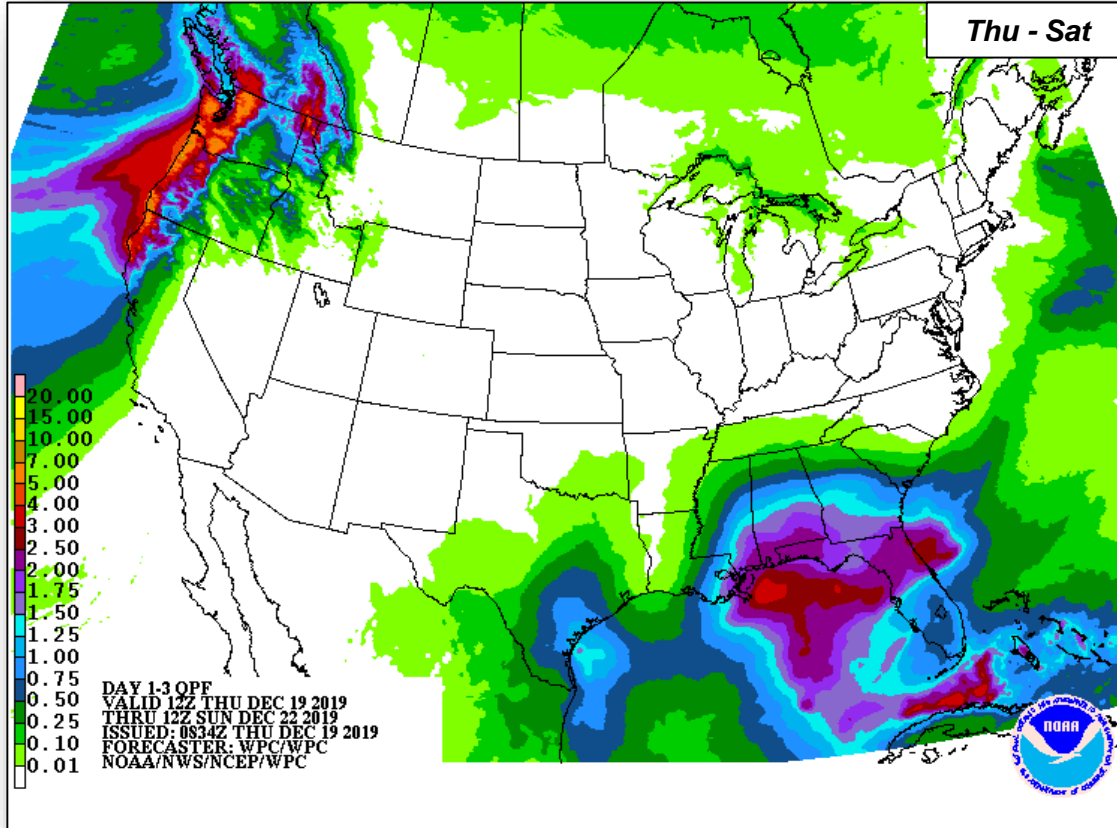 Thu - Sat
20.00
15.00
10.00
7.00
5.00
4.00
3.00
2.50
2.00
1.75
1.50
1.25
1.00
0.75
0.50
0.25
0.10
0.01
DAY 1-3 QPF
VALID 12Z THU DEC 19 2019
THRU 12Z SUN DEC 22 2019
ISSUED: 0834Z THU DEC 19 2019
FORECASTER: WPC/WPC
NOAA/NWS/NCEP/WPC
NOAA